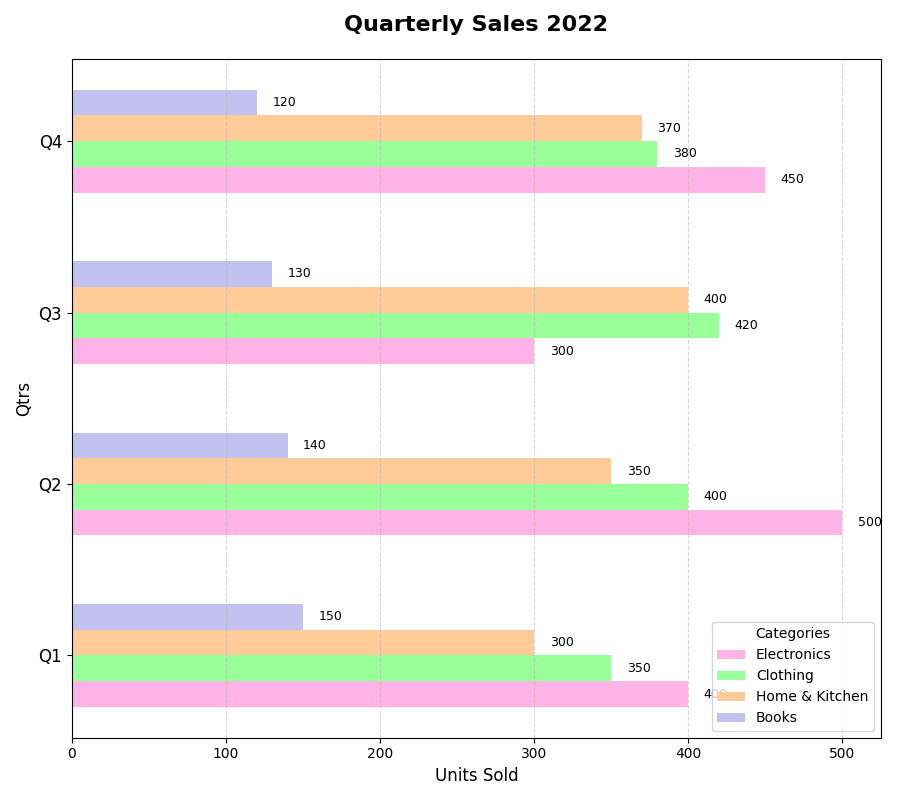 Quarterly Sales 2022
Qtrs
Q4
120
370
380
450
Q3
130
400
420
300
Q2
140
350
400
500
Q1
150
300
350
400
Categories
Electronics
Clothing
Home & Kitchen
Books
0 100 200 300 400 500
Units Sold